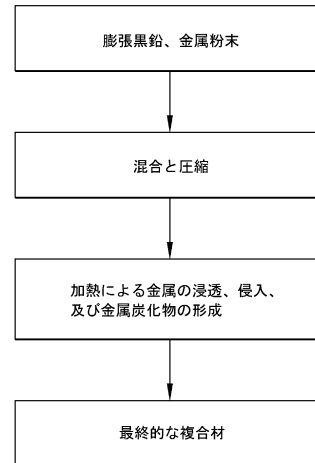 膨張黒鉛、金属粉末
混合と圧縮
加熱による金属の浸透、侵入、
及び金属炭化物の形成
最終的な複合材